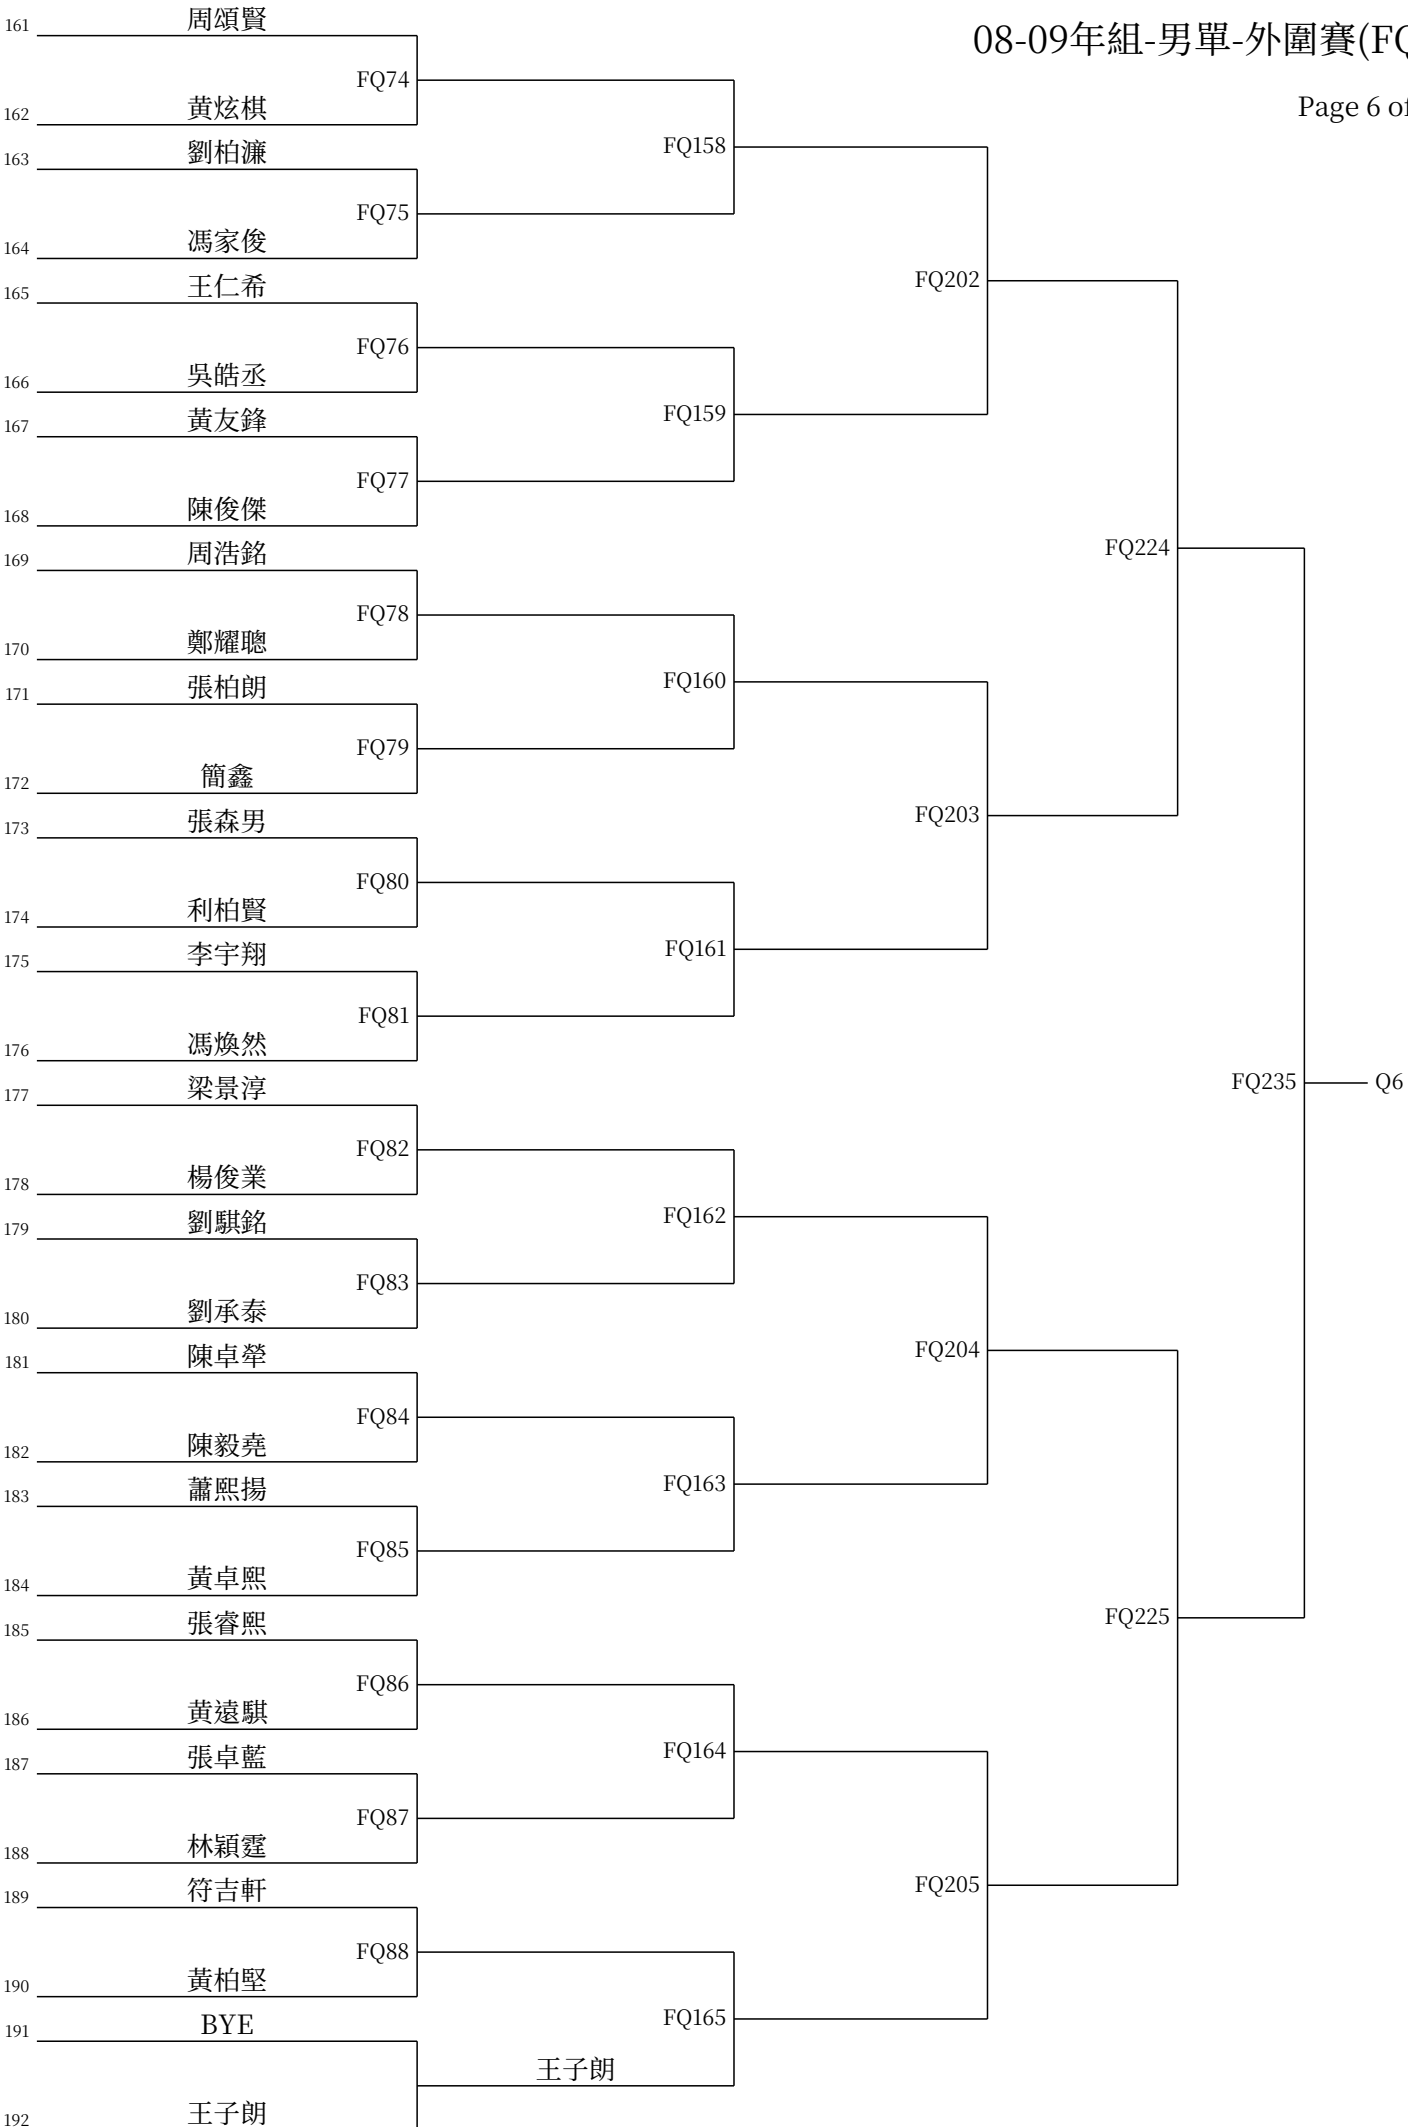 08-09年組-男單-外圍賽(FQ
Page 6 of
161 周頌賢
FQ74
162 黄炫棋
FQ158
163 劉柏濂
FQ75
164 馮家俊
165 王仁希
FQ202
FQ76
166 吳皓丞
167 黃友鋒
FQ159
FQ77
168 陳俊傑
169 周浩銘
FQ224
FQ78
170 鄭耀聰
171 張柏朗
FQ160
FQ79
172 簡鑫
173 張森男
FQ203
FQ80
174 利柏賢
175 李宇翔
FQ161
FQ81
176 馮煥然
177 梁景淳
FQ235 Q6
FQ82
178 楊俊業
179 劉騏銘
FQ162
FQ83
180 劉承泰
181 陳卓犖
FQ204
FQ84
182 陳毅堯
183 蕭熙揚
FQ163
FQ85
184 黃卓熙
185 張睿熙
FQ225
FQ86
186 黄遠騏
187 張卓藍
FQ164
FQ87
188 林穎霆
189 符吉軒
FQ205
FQ88
190 黃柏堅
191 BYE
FQ165
王子朗
192 王子朗